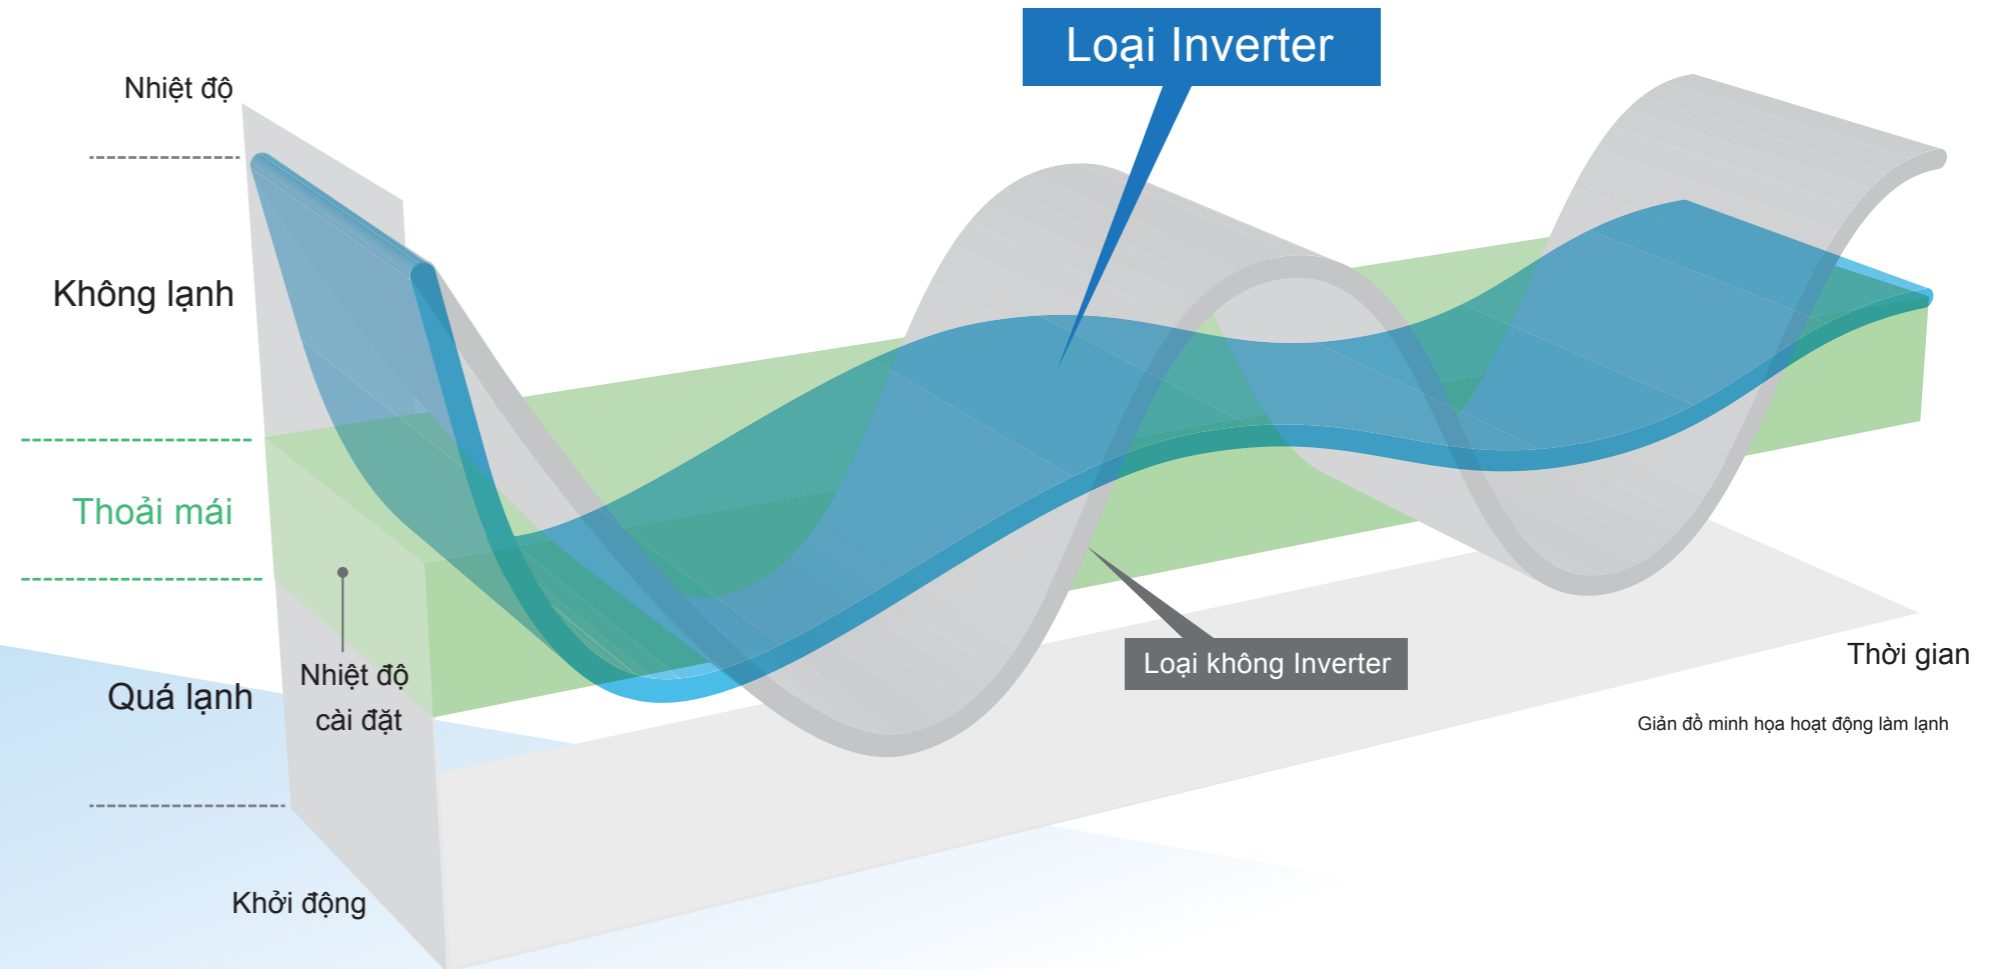 Loại Inverter
Nhiệt độ
Không lạnh
Thoải mái
Quá lạnh
Nhiệt độ
cài đặt
Khởi động
Loại không Inverter
Thời gian
Giản đồ minh họa hoạt động làm lạnh